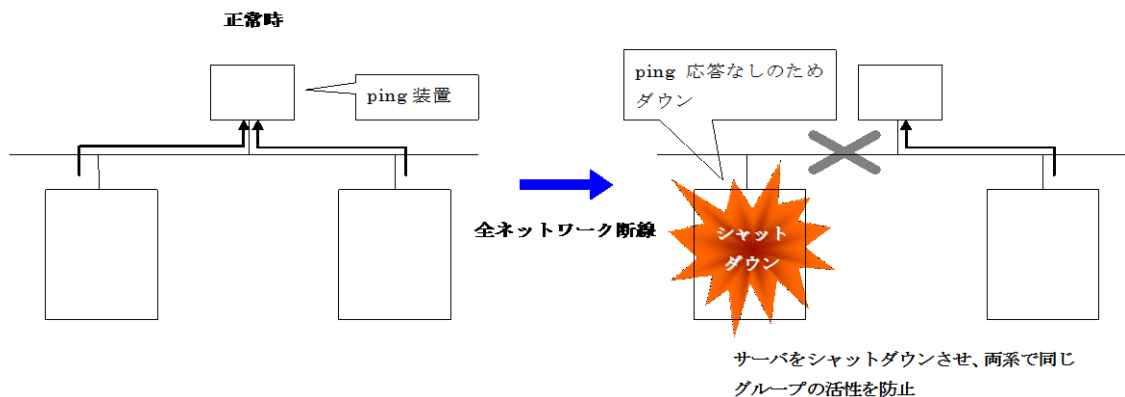 正常時
ping 装置
全ネットワーク断線
ping 応答なしのため
ダウン
シャット
ダウン
サーバをシャットダウンさせ、両系で同じ
グループの活性を防止